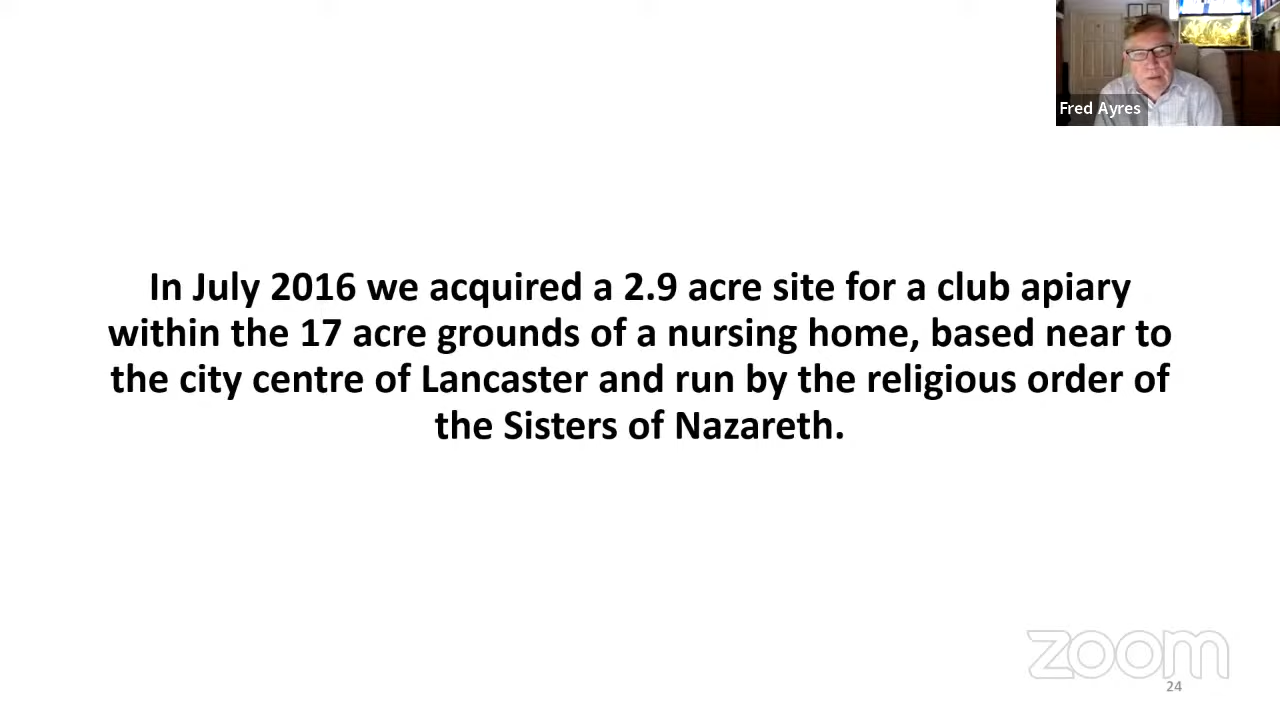 Fred Ayres
In July 2016 we acquired a 2.9 acre site for a club apiary
within the 17 acre grounds of a nursing home, based near to
the city centre of Lancaster and run by the religious order of
the Sisters of Nazareth.
zoom
24